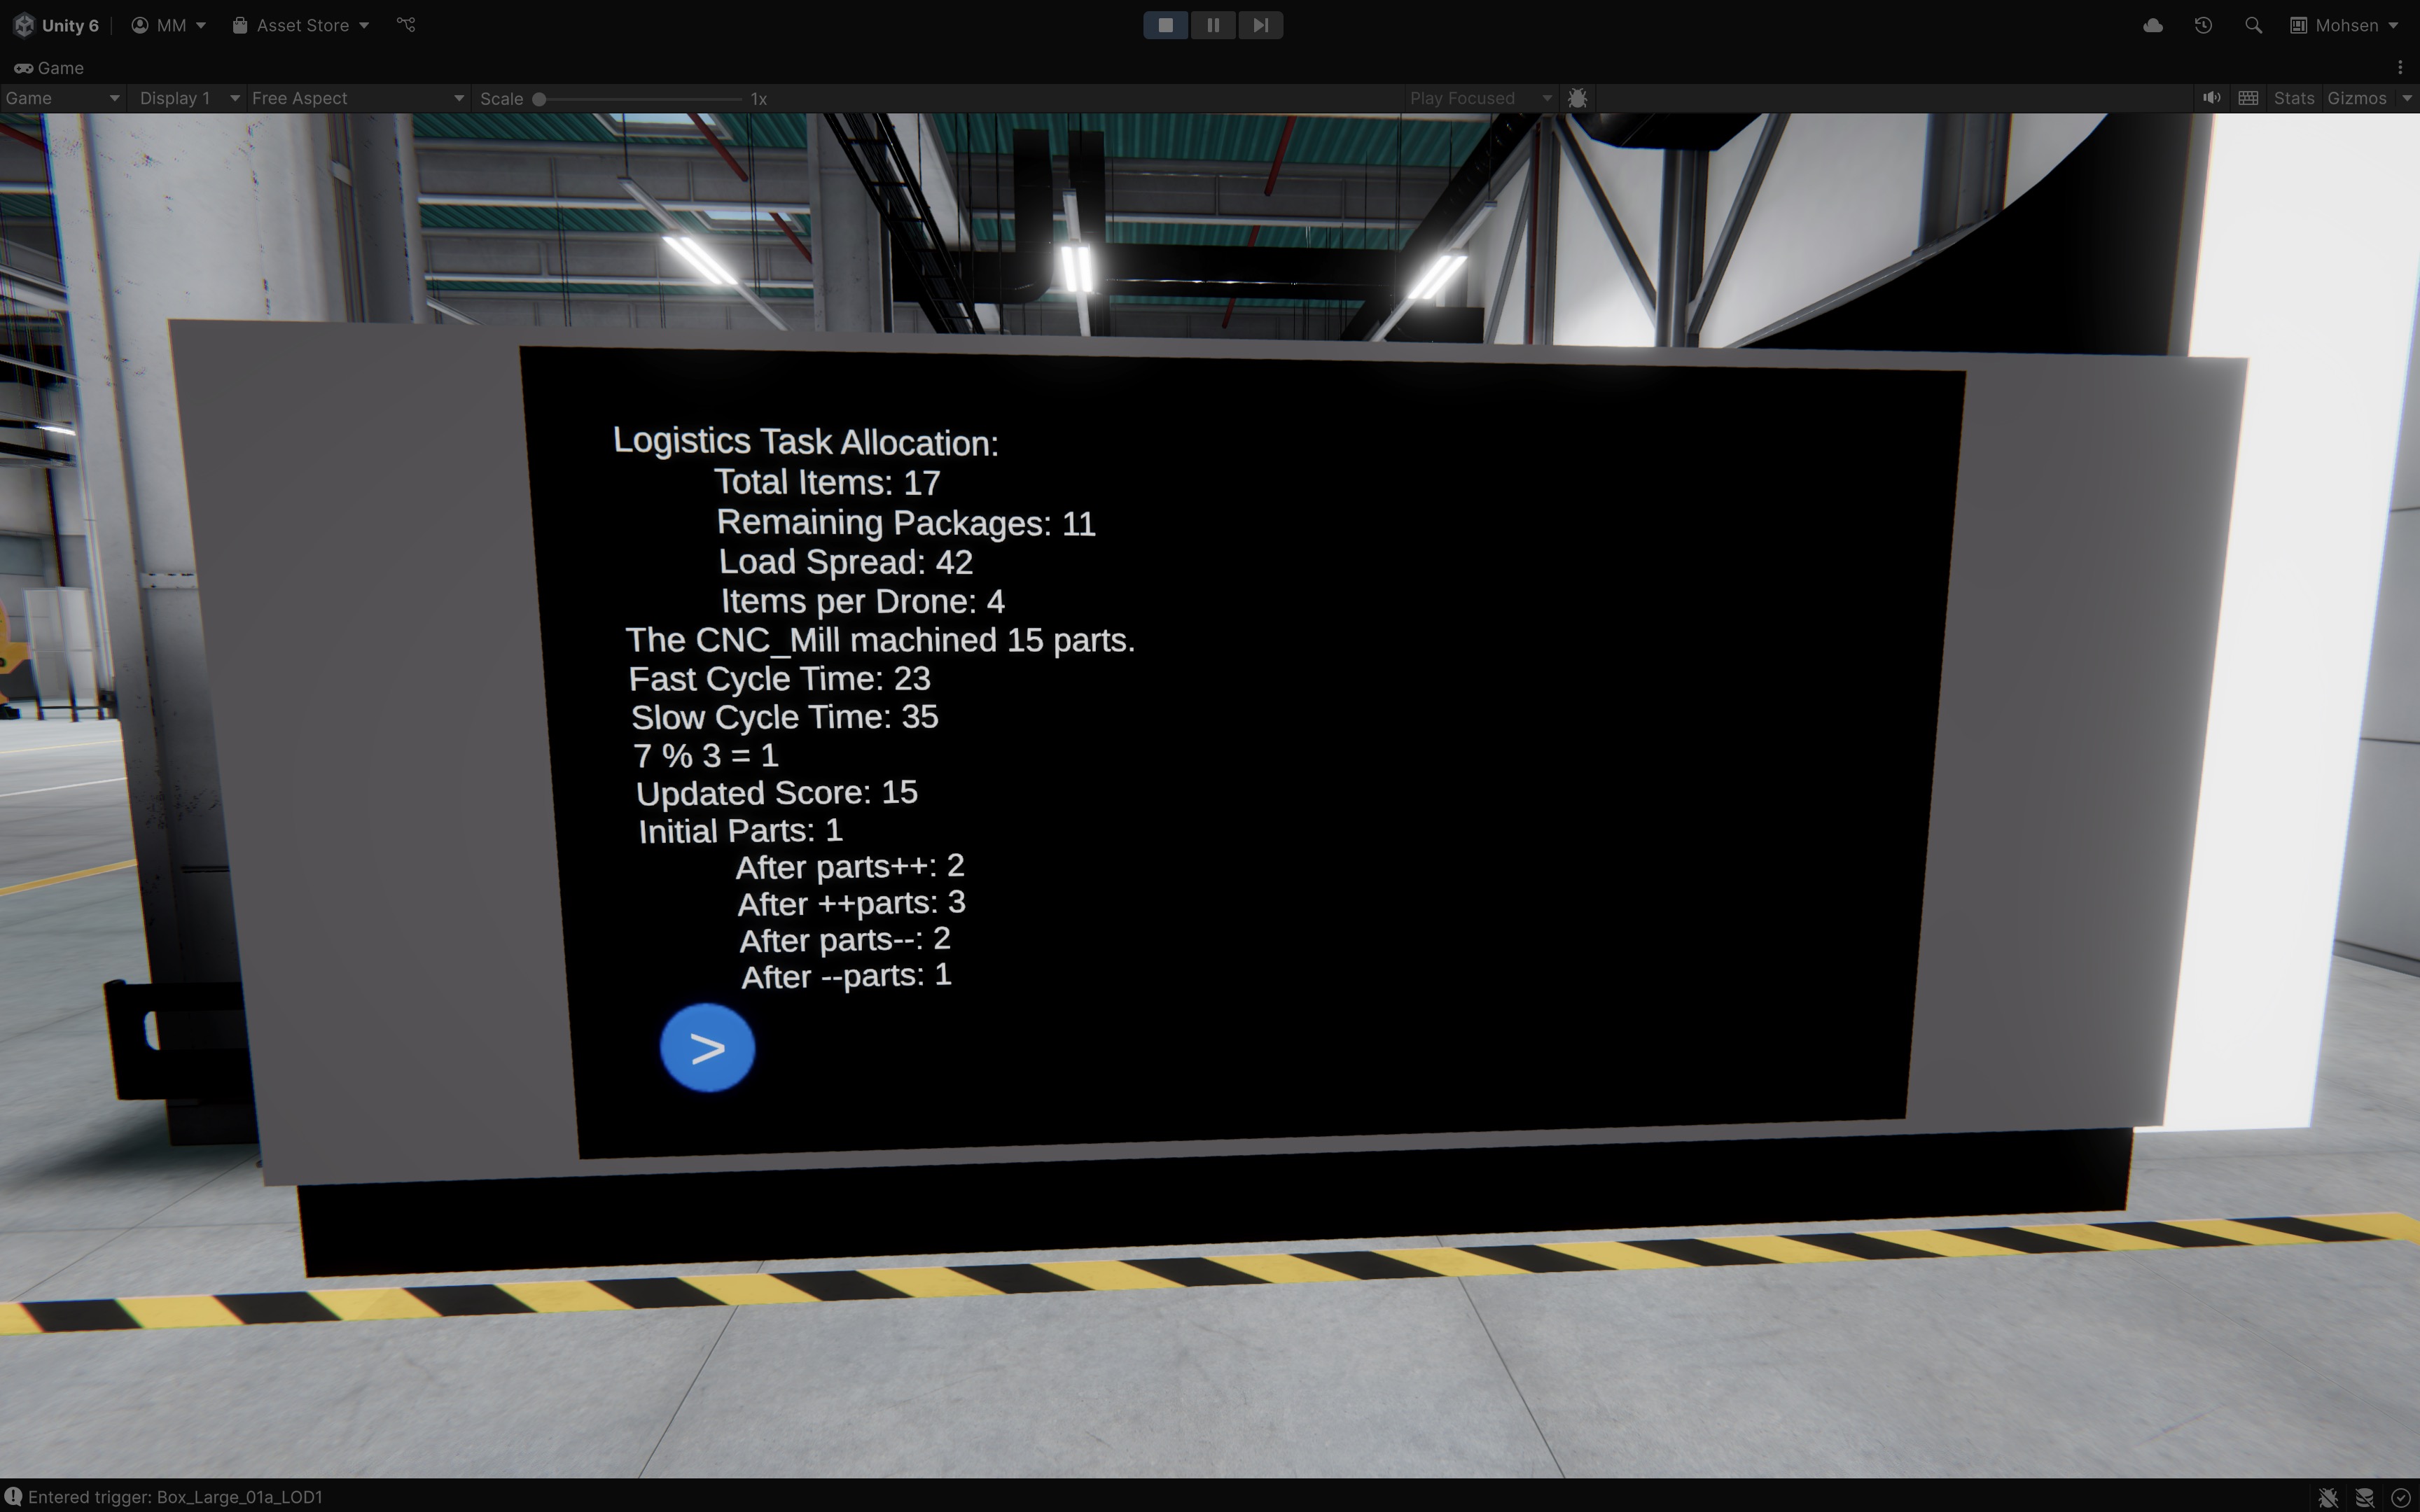 Unity 6 MM Asset Store Mohsen
Game
Game Display 1 Free Aspect Scale 1x Play Focused Stats Gizmos
Logistics Task Allocation:
Total Items: 17
Remaining Packages: 11
Load Spread: 42
Items per Drone: 4
The CNC_Mill machined 15 parts.
Fast Cycle Time: 23
Slow Cycle Time: 35
7 % 3 = 1
Updated Score: 15
Initial Parts: 1
After parts++: 2
After ++parts: 3
After parts--: 2
After --parts: 1
>
Entered trigger: Box_Large_01a_LOD1